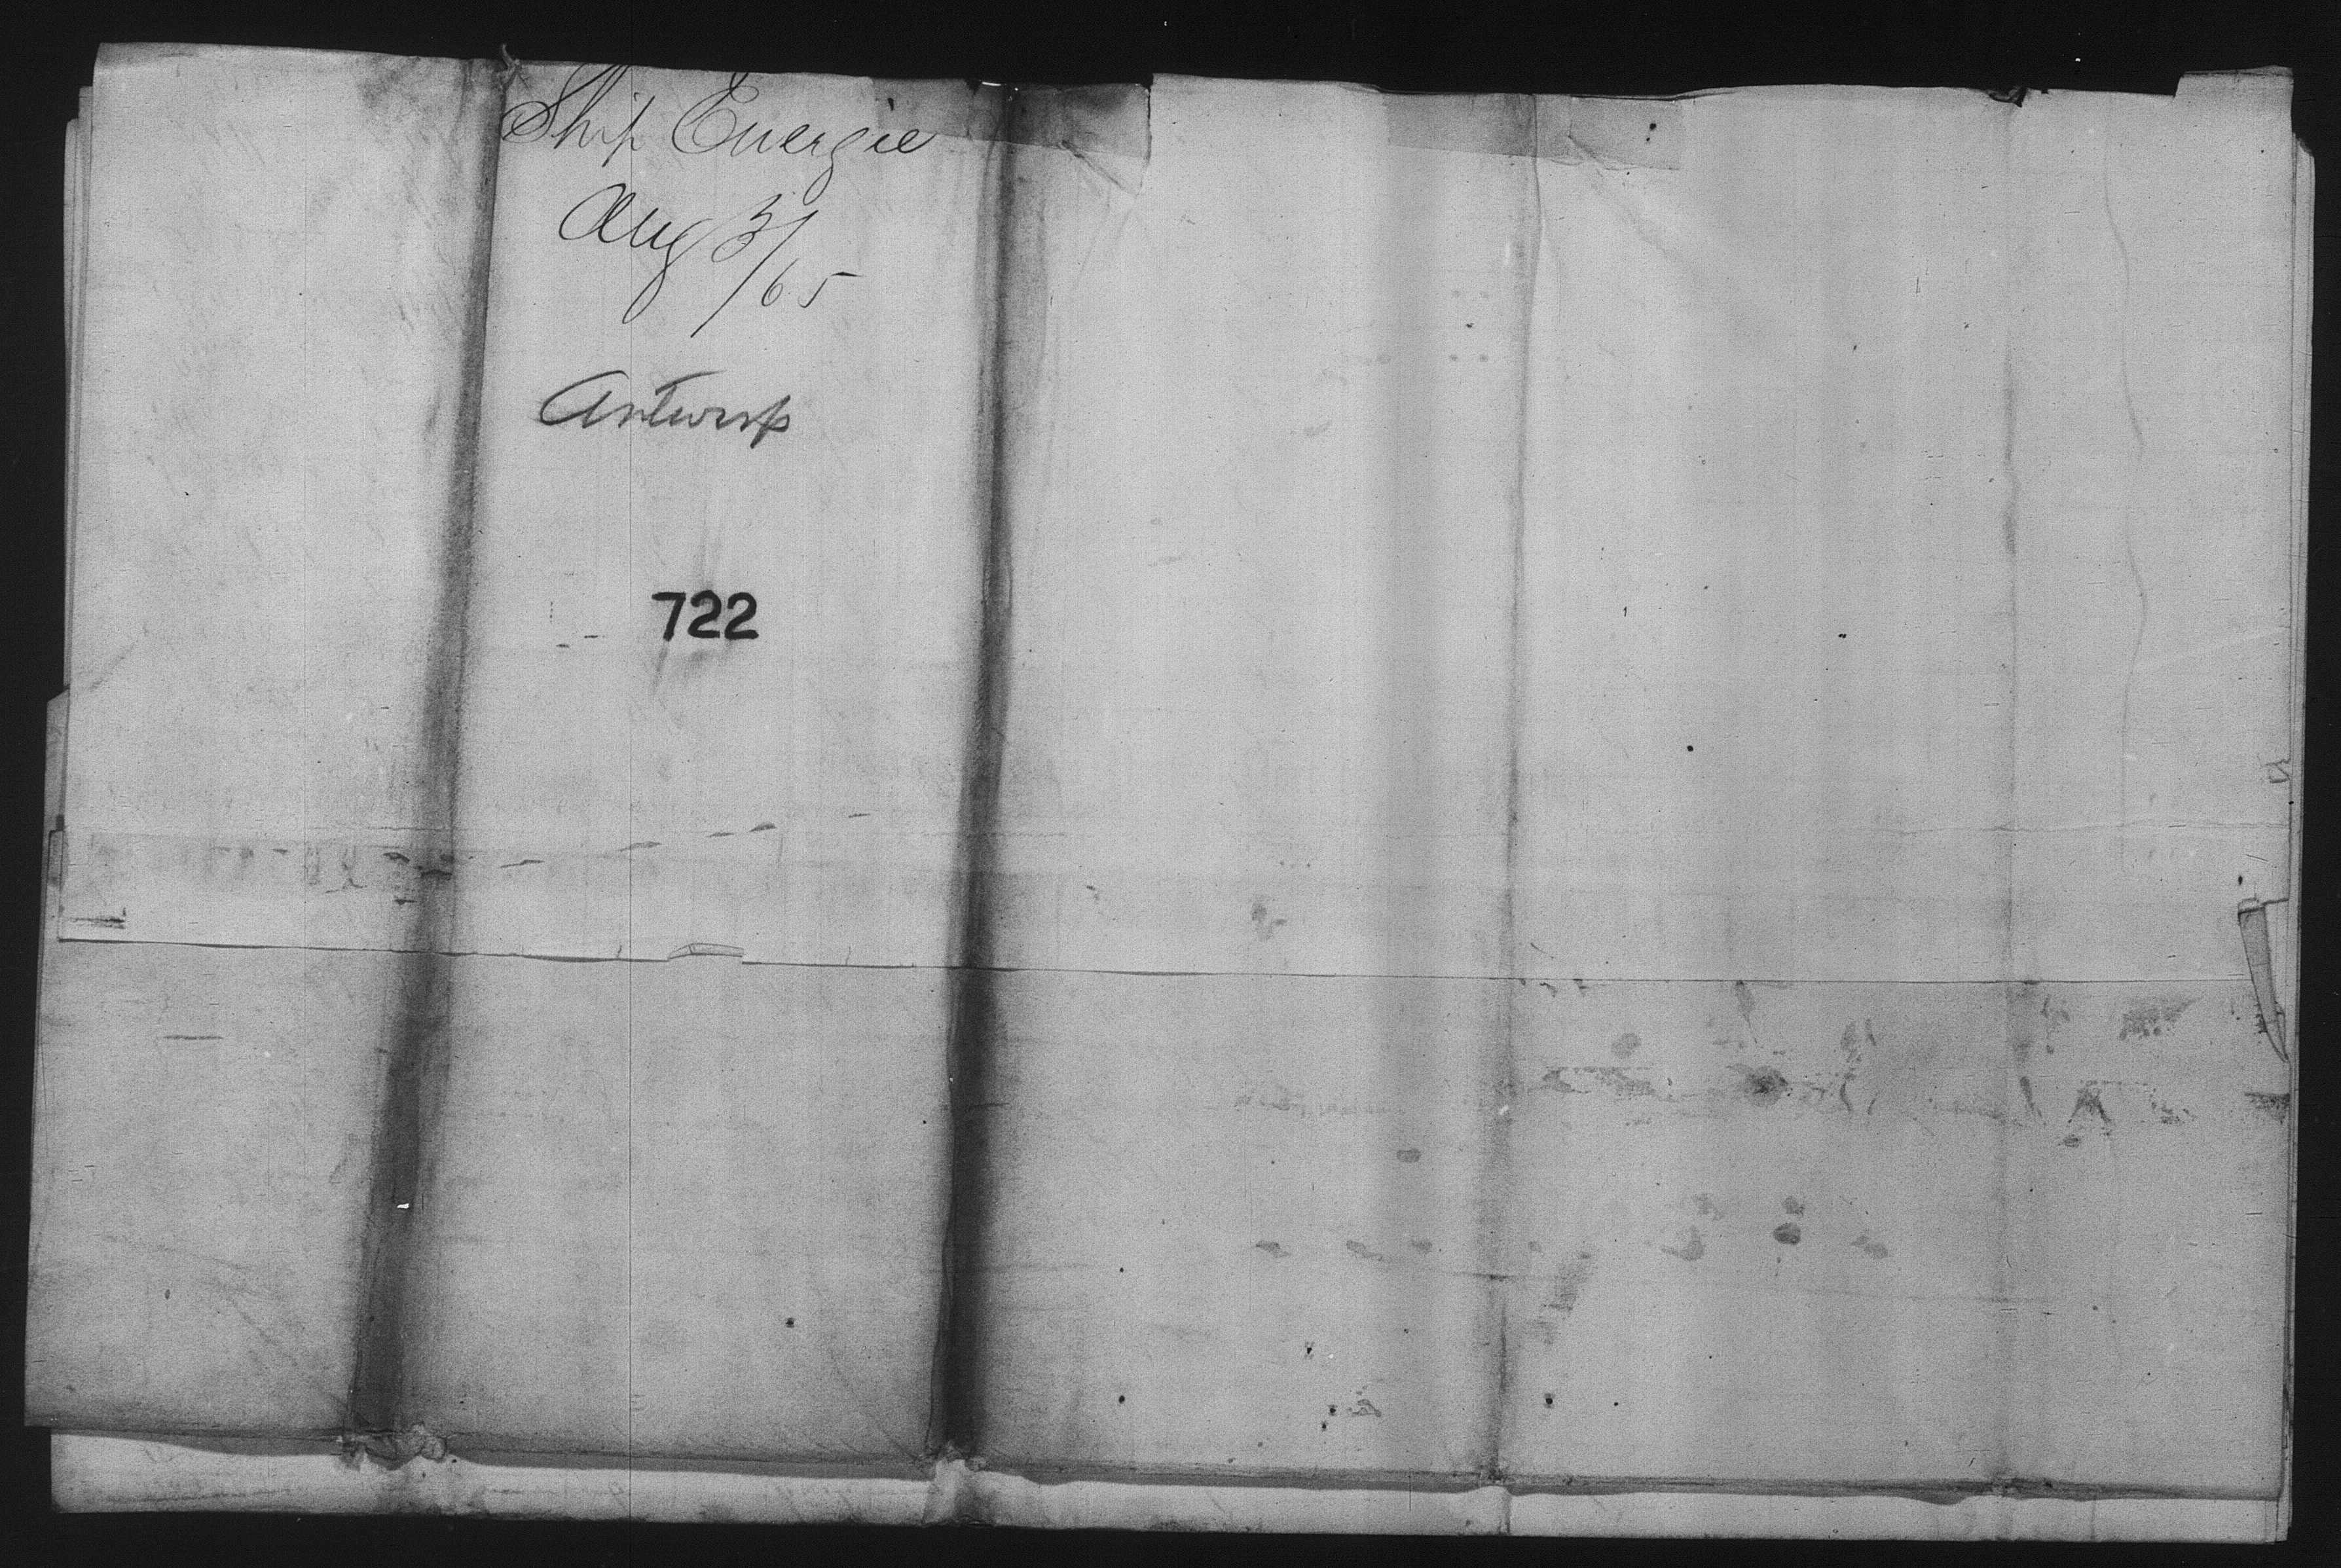 Ship Energie
Aug 3/65
Antwerp
722